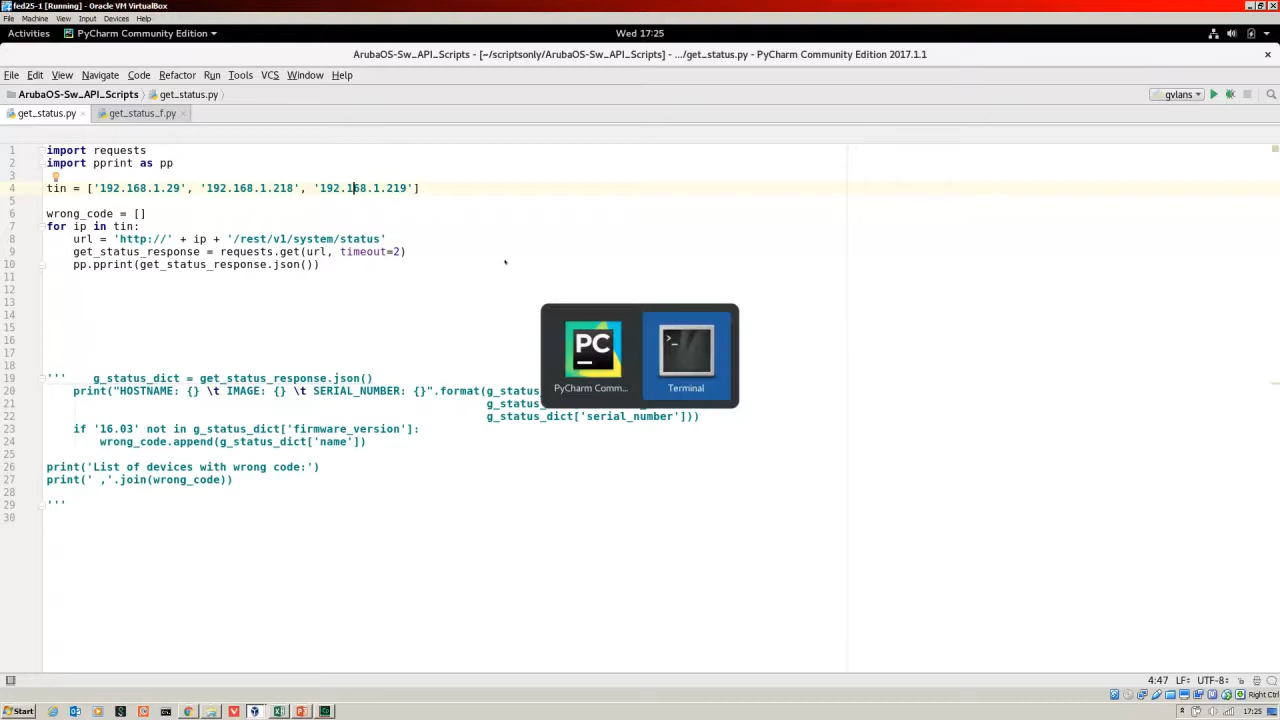 fed25-1 [Running] - Oracle VM VirtualBox
File Machine View Input Devices Help
Activities PyCharm Community Edition Wed 17:25
ArubaOS-Sw_API_Scripts - [~/scriptsonly/ArubaOS-Sw_API_Scripts] - .../get_status.py - PyCharm Community Edition 2017.1.1
File Edit View Navigate Code Refactor Run Tools VCS Window Help
ArubaOS-Sw_API_Scripts get_status.py gvlans
get_status.py get_status_f.py
1 import requests
2 import pprint as pp
3
4 tin = ['192.168.1.29', '192.168.1.218', '192.168.1.219']
5
6 wrong_code = []
7 for ip in tin:
8 url = 'http://' + ip + '/rest/v1/system/status'
9 get_status_response = requests.get(url, timeout=2)
10 pp.pprint(get_status_response.json())
11
12
13
14
15
16
17
18
19 ''' g_status_dict = get_status_response.json()
20 print("HOSTNAME: {} \t IMAGE: {} \t SERIAL_NUMBER: {}".format(g_status
21 g_status_d
22 g_status_dict['serial_number']))
23 if '16.03' not in g_status_dict['firmware_version']:
24 wrong_code.append(g_status_dict['name'])
25
26 print('List of devices with wrong code:')
27 print(' ,'.join(wrong_code))
28
29 '''
30
PC
PyCharm Comm... Terminal
4:47 LF÷ UTF-8÷
Right Ctrl
Start 17:25